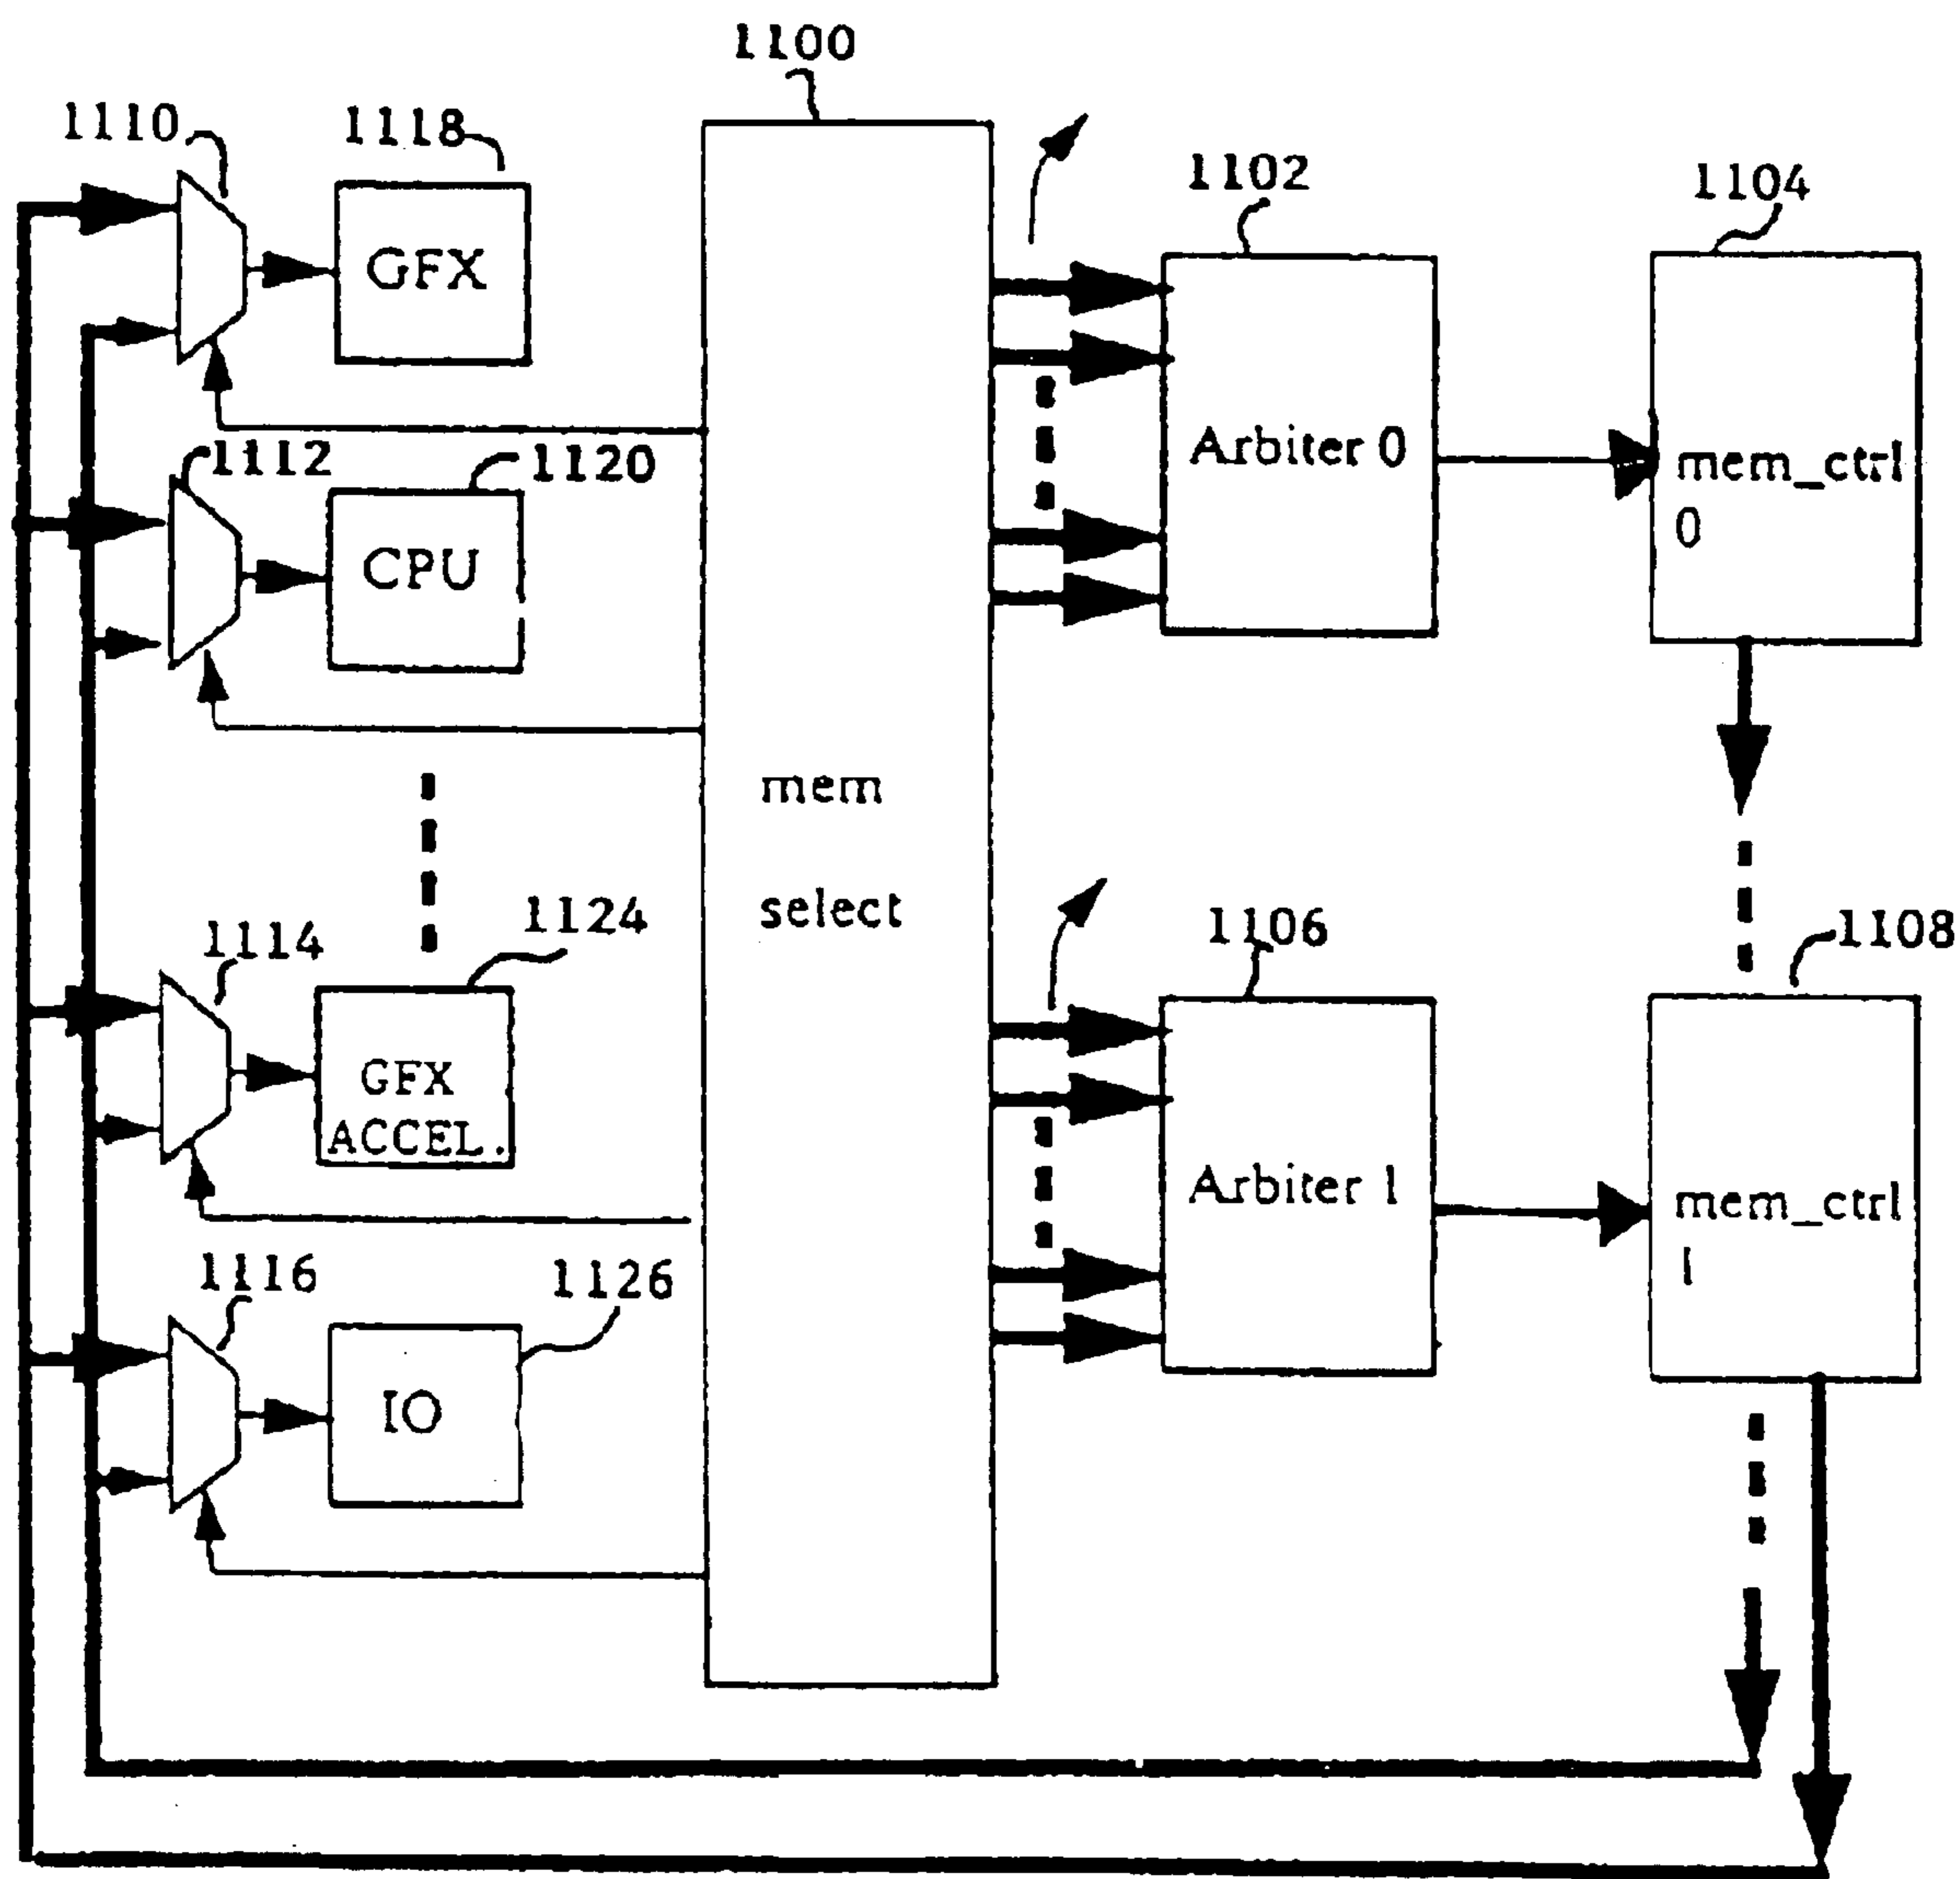 1100
1110
1118
1102
1104
GFX
1112
1120
Arbiter 0
mem_ctrl
0
CPU
mem
select
1114
1124
1106
1108
GFX
ACCEL.
Arbiter 1
mem_ctrl
1
1116
1126
IO